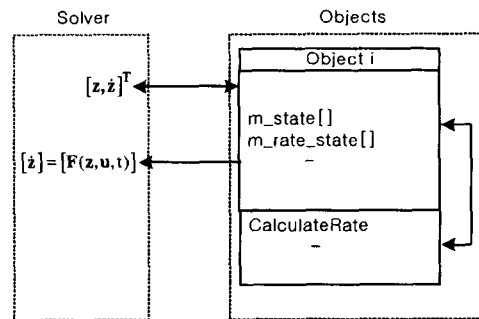 Solver
Objects
Object i
[z,ż]ᵀ
m_state[]
m_rate_state[]
–
[ż]=[F(z,u,t)]
CalculateRate
–